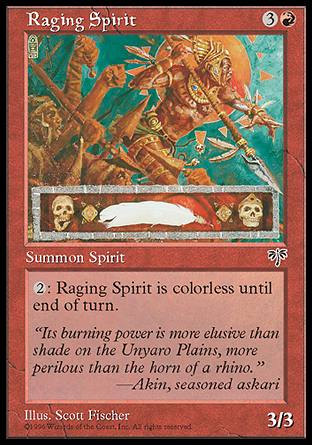 Raging Spirit 3
Summon Spirit
2: Raging Spirit is colorless until
end of turn.
"Its burning power is more elusive than
shade on the Unyaro Plains, more
perilous than the horn of a rhino."
—Akin, seasoned askari
Illus. Scott Fischer
©1996 Wizards of the Coast, Inc. All rights reserved.
3/3